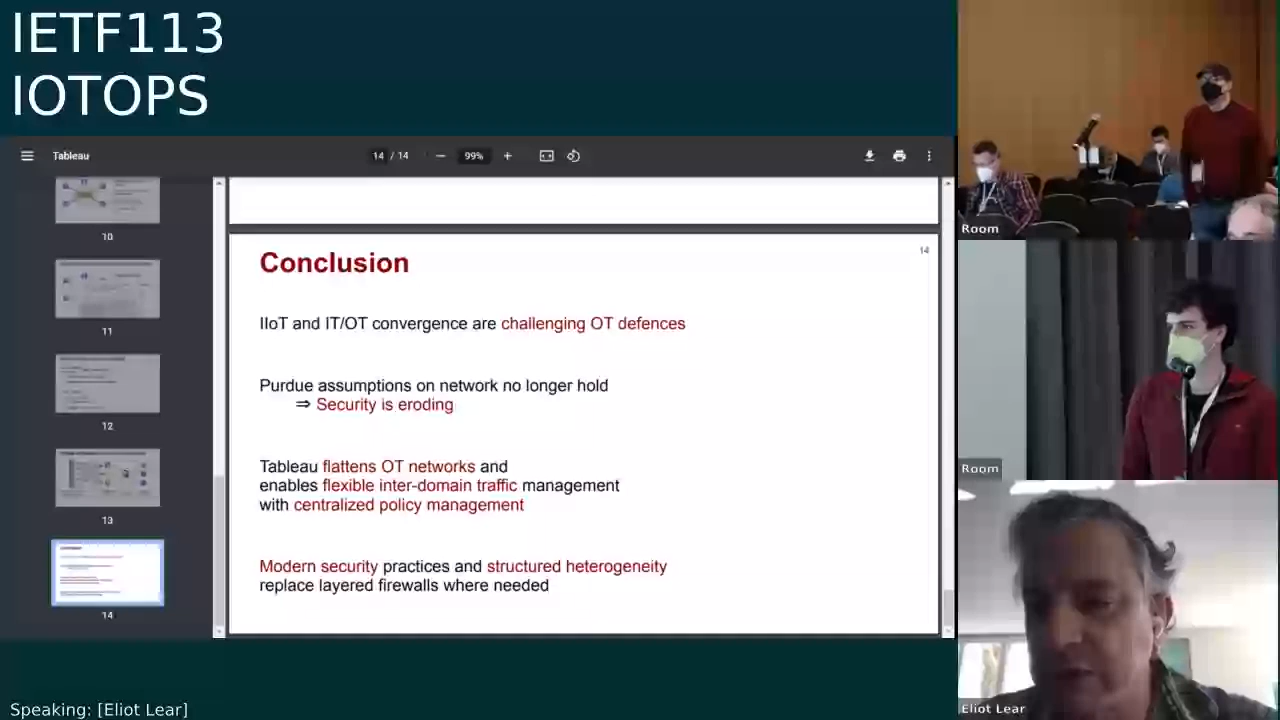 IETF113
IOTOPS
Tableau
14 / 14
99%
10
11
12
13
14
14
Conclusion
IIoT and IT/OT convergence are challenging OT defences
Purdue assumptions on network no longer hold
⇒ Security is eroding
Tableau flattens OT networks and
enables flexible inter-domain traffic management
with centralized policy management
Modern security practices and structured heterogeneity
replace layered firewalls where needed
Room
Room
Eliot Lear
Speaking: [Eliot Lear]